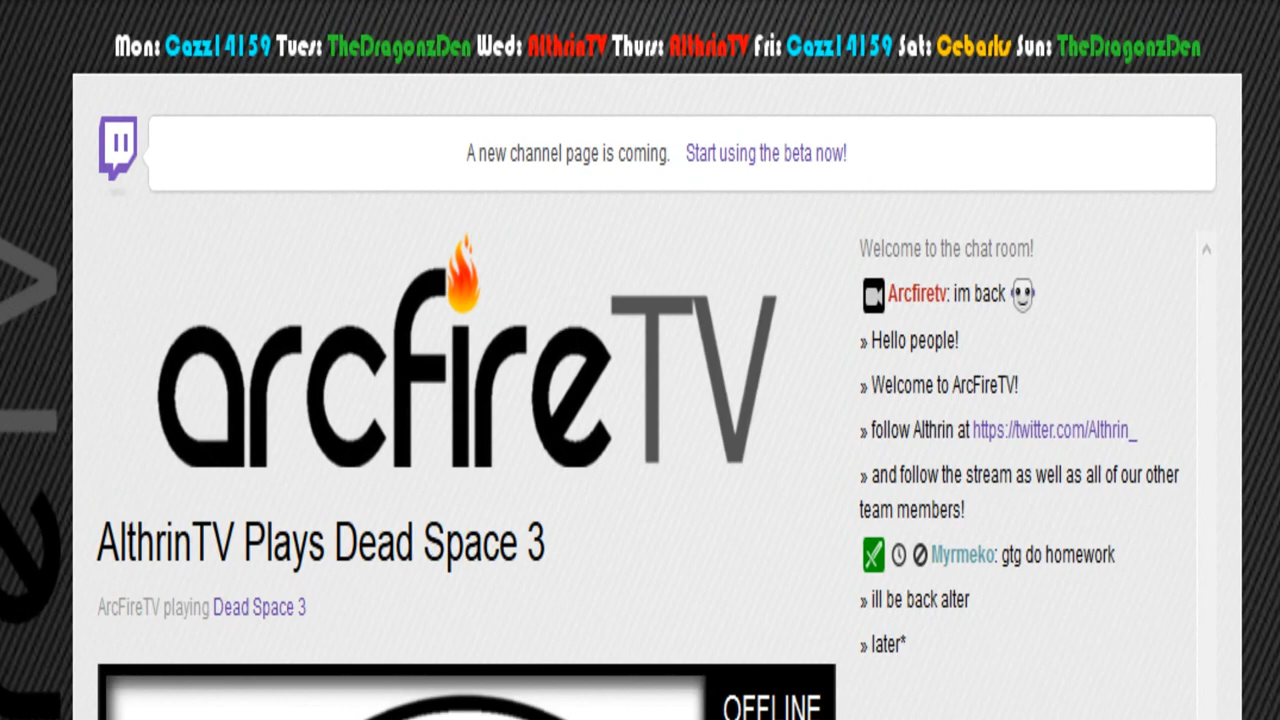 Mon: Cazz14159 Tues: TheDragonzDen Wed: AlthrinTV Thurs: AlthrinTV Fri: Cazz14159 Sat: Cebarks Sun: TheDragonzDen
A new channel page is coming. Start using the beta now!
arcfireTV
AlthrinTV Plays Dead Space 3
ArcFireTV playing Dead Space 3
OFFLINE
Welcome to the chat room!
Arcfiretv: im back
» Hello people!
» Welcome to ArcFireTV!
» follow Althrin at https://twitter.com/Althrin_
» and follow the stream as well as all of our other
team members!
Myrmeko: gtg do homework
» ill be back alter
» later*